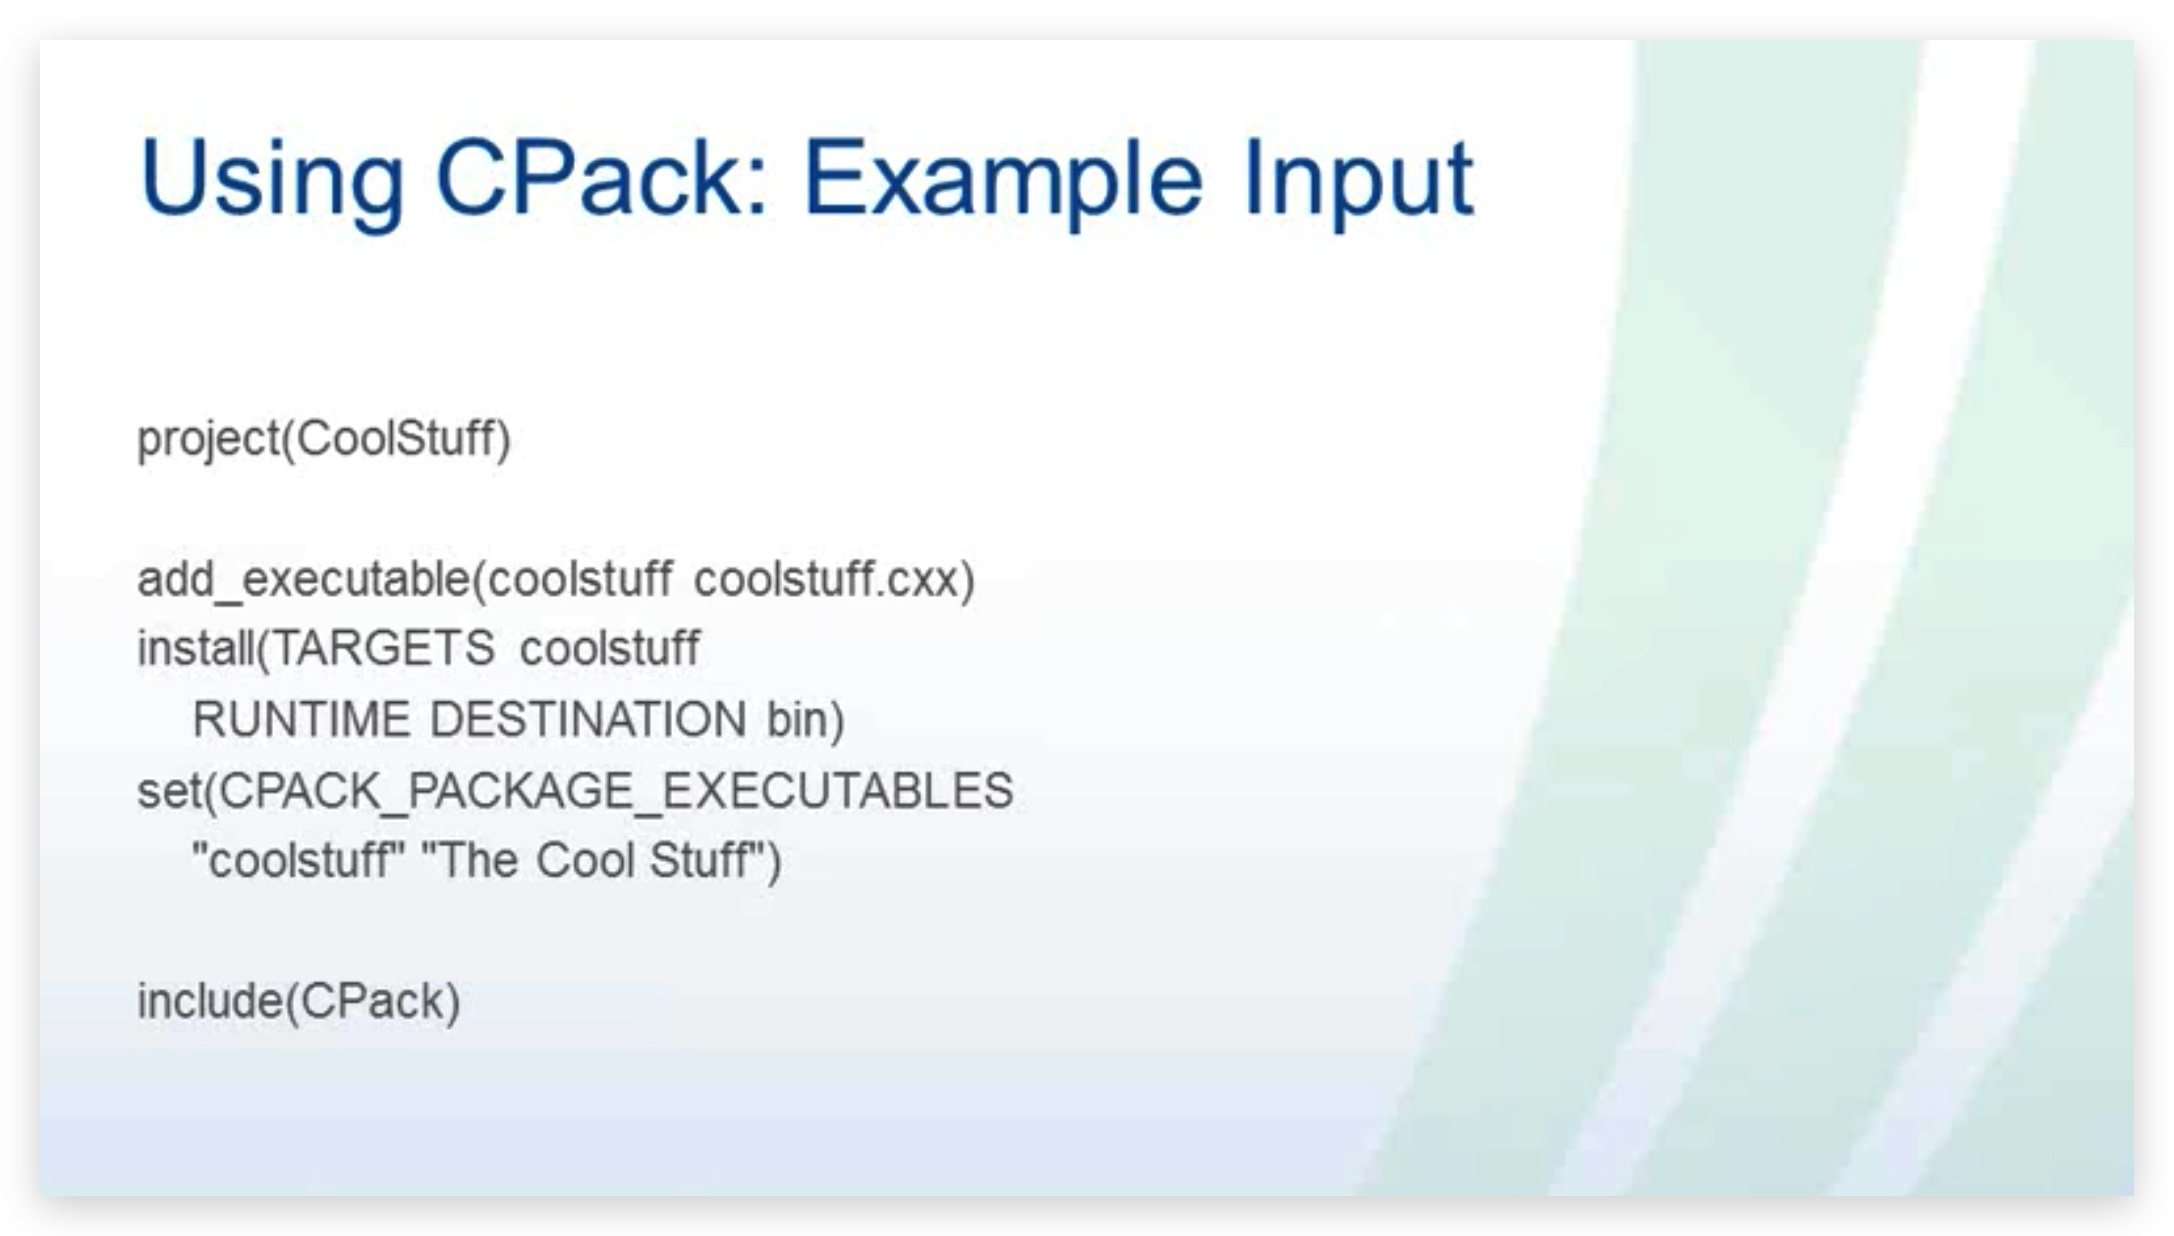 Using CPack: Example Input
project(CoolStuff)
add_executable(coolstuff coolstuff.cxx)
install(TARGETS coolstuff
RUNTIME DESTINATION bin)
set(CPACK_PACKAGE_EXECUTABLES
"coolstuff" "The Cool Stuff")
include(CPack)